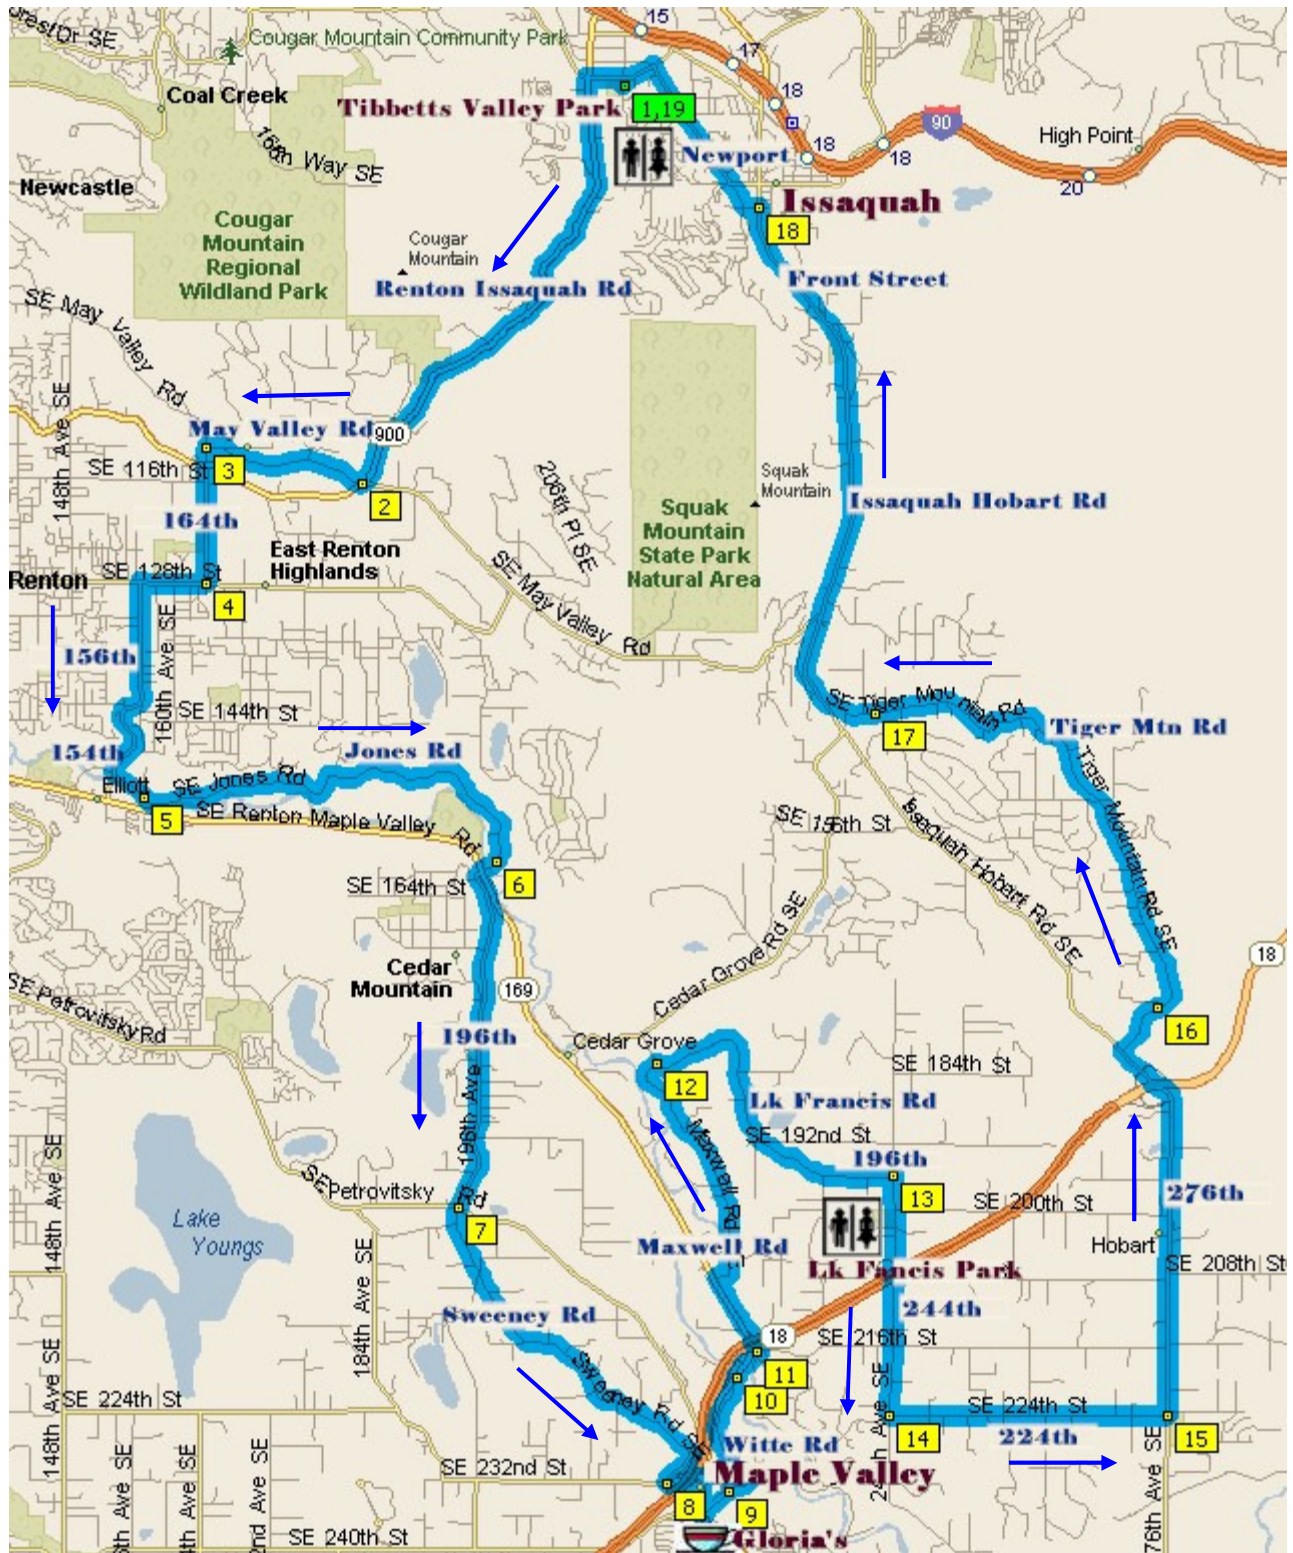 15
orest Dr SE
Cougar Mountain Community Park
17
Coal Creek
18
Tibbetts Valley Park
1,19
90
High Point
168th Way SE
18
18
Newport
20
Newcastle
Issaquah
Cougar
Mountain
Regional
Wildland Park
18
Cougar
Mountain
Front Street
Renton Issaquah Rd
SE May Valley Rd
148th Ave SE
May Valley Rd
900
SE 116th St
3
2
Squak
Mountain
Issaquah Hobart Rd
206th Pl SE
Squak
Mountain
State Park
Natural Area
164th
East Renton
Highlands
SE 128th St
Renton
4
SE May Valley Rd
160th Ave SE
156th
SE 144th St
SE Tiger Mountain Rd
Tiger Mtn Rd
17
154th
Jones Rd
Elliott
SE Jones Rd
5
SE Renton Maple Valley Rd
SE 156th St
Issaquah Hobart Rd SE
Tiger Mountain Rd SE
SE 164th St
6
Cedar
Mountain
169
Cedar Grove Rd SE
18
SE Petrovitsky Rd
196th
16
Cedar Grove
SE 184th St
12
Lk Francis Rd
196th Ave
Maxwell Rd
SE 192nd St
196th
148th Ave SE
SE Petrovitsky Rd
13
SE 200th St
276th
Lake
Youngs
7
Maxwell Rd
Hobart
SE 208th St
Lk Fancis Park
184th Ave SE
Sweeney Rd
244th
18
SE 216th St
148th Ave SE
Sweeney Rd SE
11
10
SE 224th St
SE 224th St
14
224th
15
Witte Rd
SE 232nd St
Maple Valley
8
9
SE 240th St
Gloria's
76th Ave SE